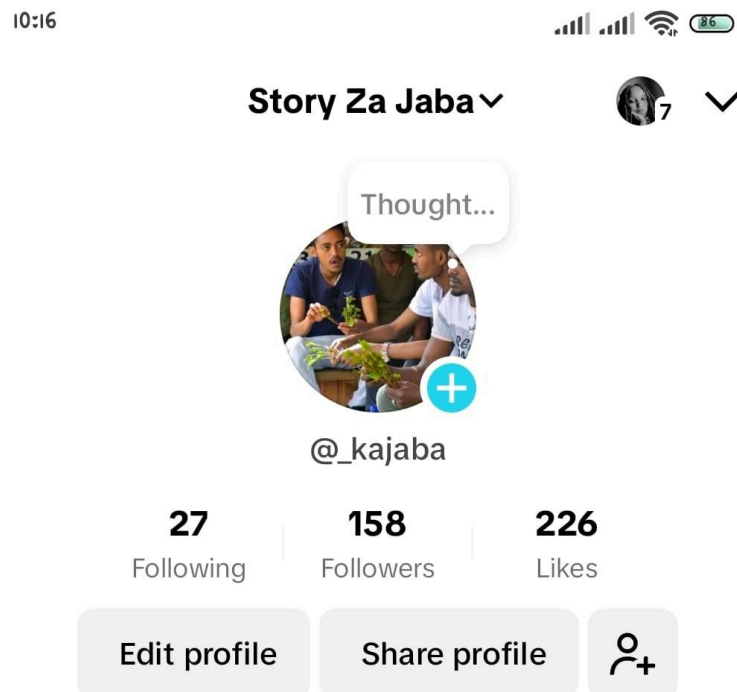 10:16
86
Story Za Jaba
7
Thought...
@_kajaba
27 158 226
Following Followers Likes
Edit profile Share profile